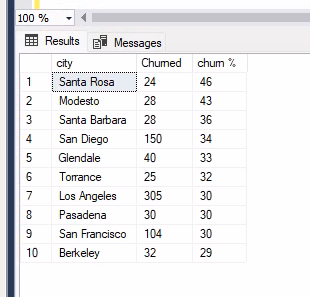 100 %
Results Messages
city Churned churn %
1 Santa Rosa 24 46
2 Modesto 28 43
3 Santa Barbara 28 36
4 San Diego 150 34
5 Glendale 40 33
6 Torrance 25 32
7 Los Angeles 305 30
8 Pasadena 30 30
9 San Francisco 104 30
10 Berkeley 32 29